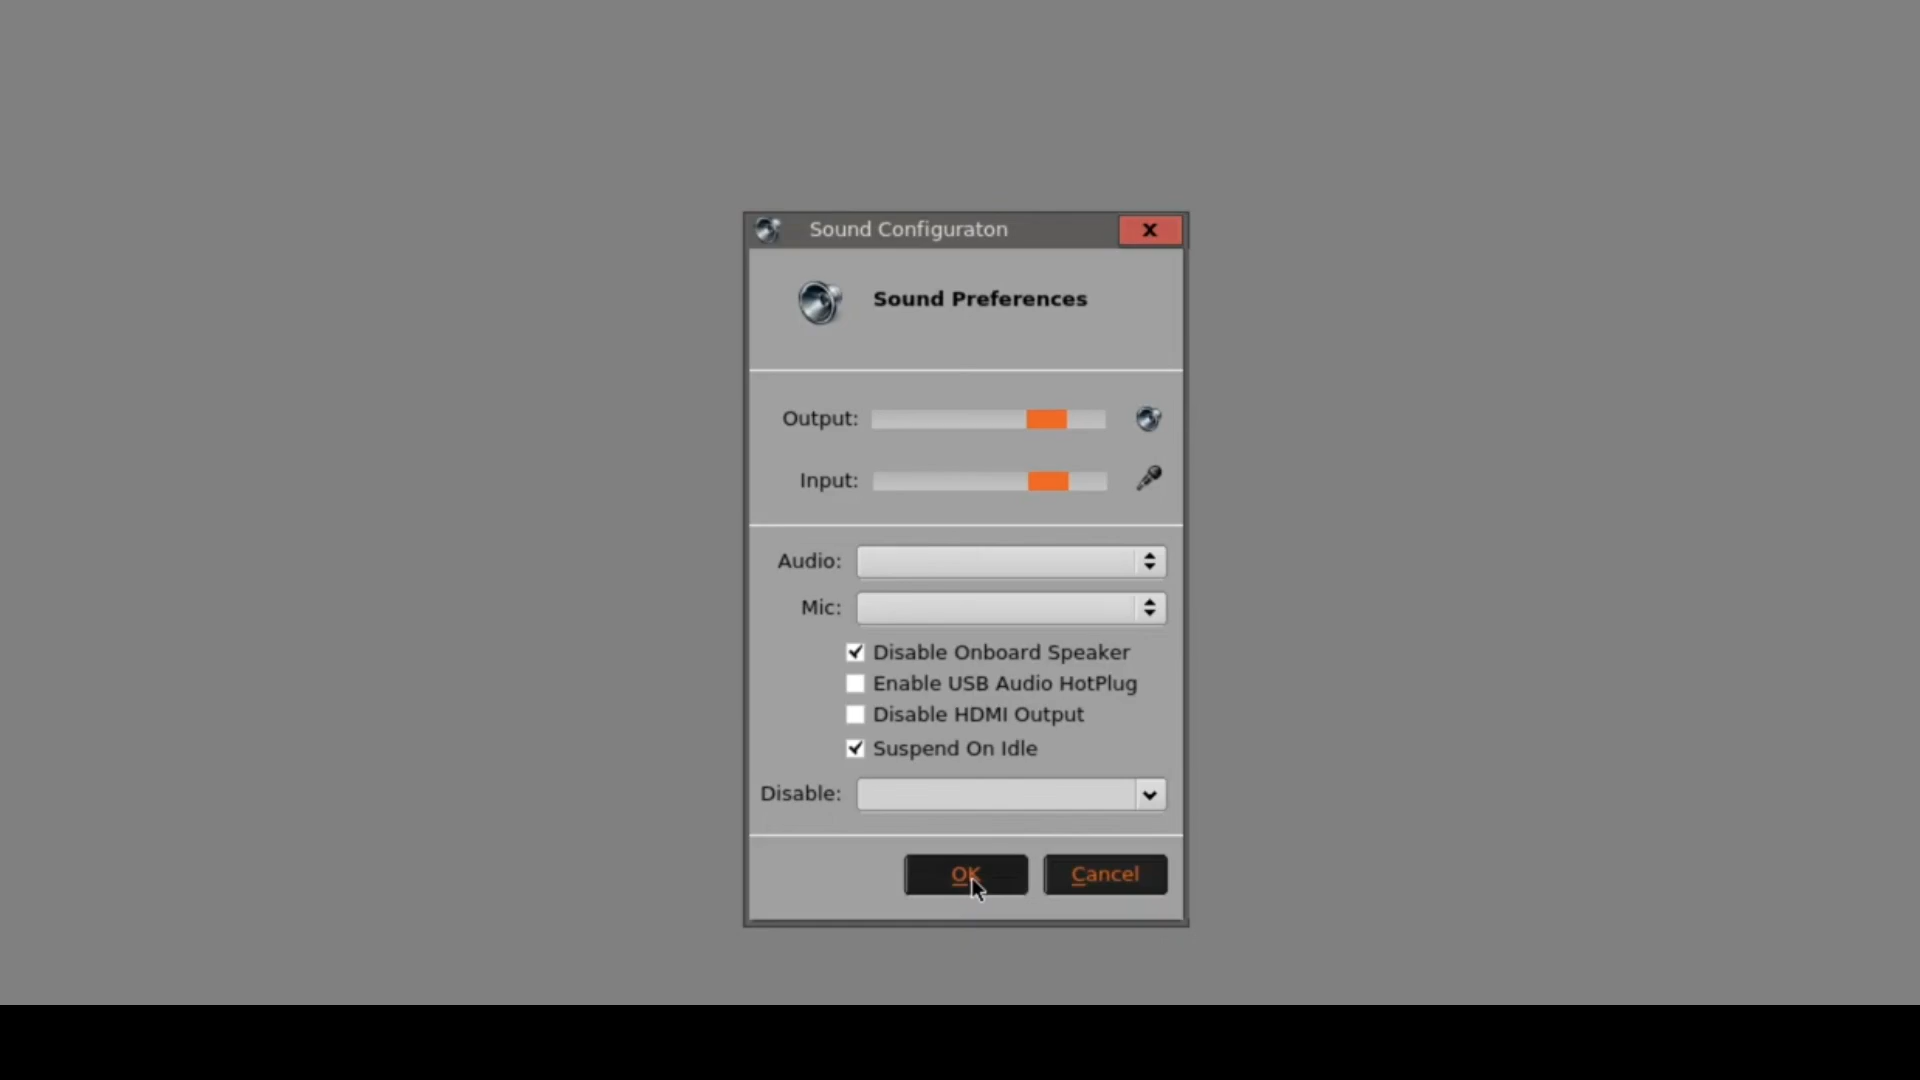 Sound Configuraton
X
Sound Preferences
Output:
Input:
Audio:
Mic:
Disable Onboard Speaker
Enable USB Audio HotPlug
Disable HDMI Output
Suspend On Idle
Disable:
OK Cancel